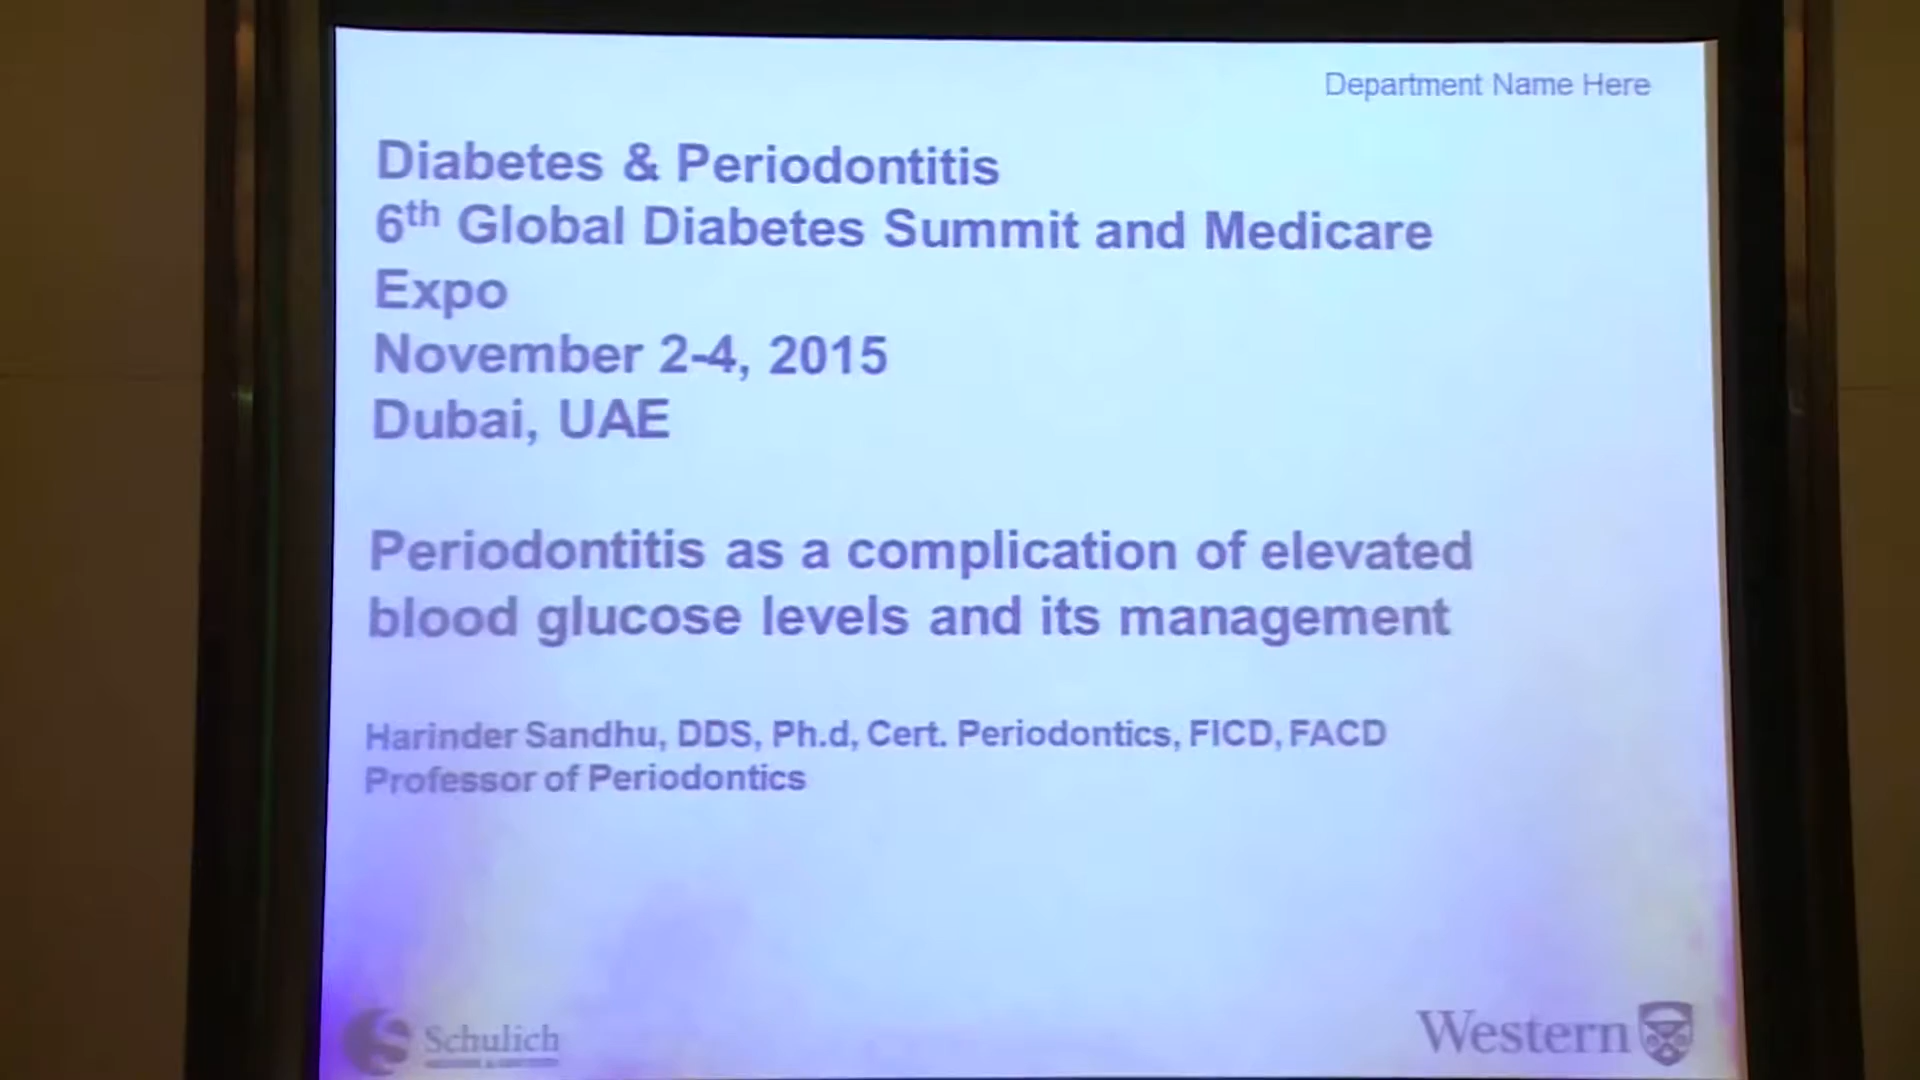 Department Name Here
Diabetes & Periodontitis
6th Global Diabetes Summit and Medicare
Expo
November 2-4, 2015
Dubai, UAE
Periodontitis as a complication of elevated
blood glucose levels and its management
Harinder Sandhu, DDS, Ph.d, Cert. Periodontics, FICD, FACD
Professor of Periodontics
Schulich
Western